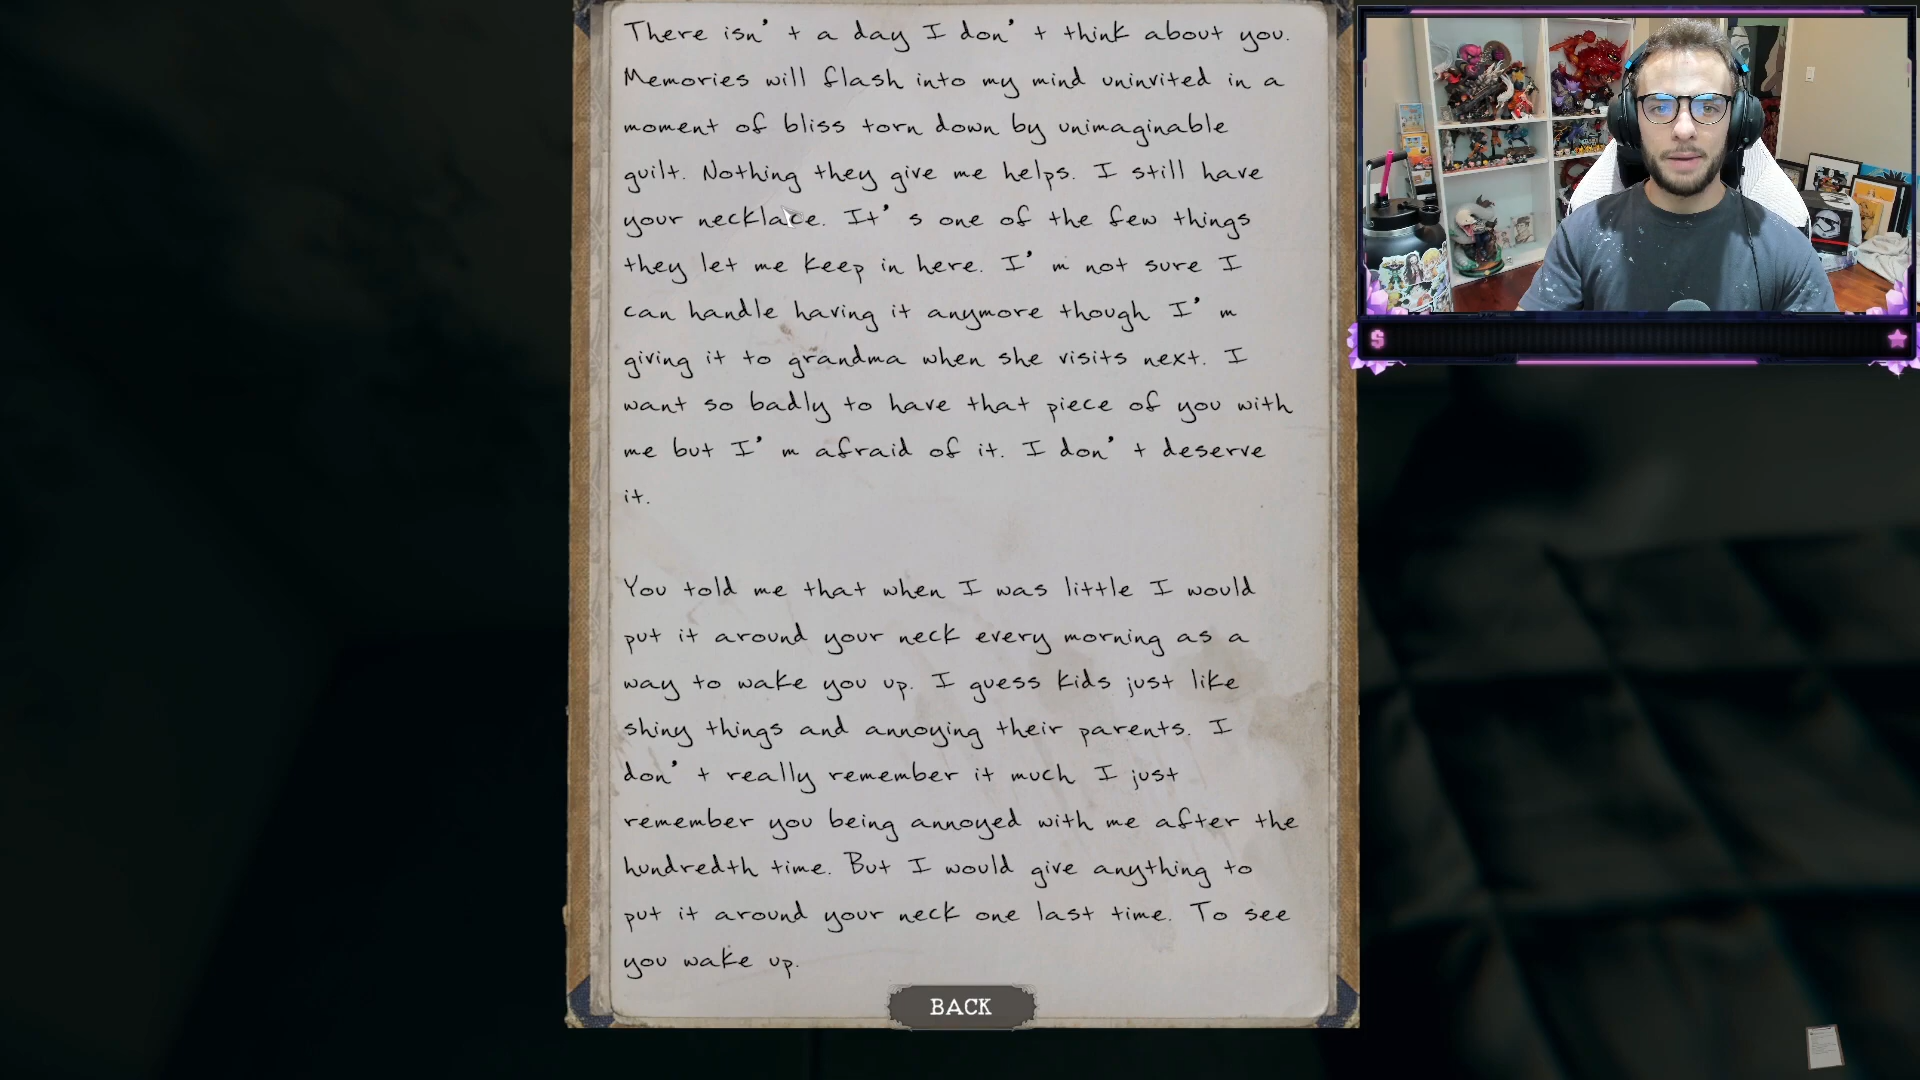 There isn't a day I don't think about you.
Memories will flash into my mind uninvited in a
moment of bliss torn down by unimaginable
guilt. Nothing they give me helps. I still have
your necklace. It's one of the few things
they let me keep in here. I'm not sure I
can handle having it anymore though I'm
giving it to grandma when she visits next. I
want so badly to have that piece of you with
me but I'm afraid of it. I don't deserve
it.
You told me that when I was little I would
put it around your neck every morning as a
way to wake you up. I guess kids just like
shiny things and annoying their parents. I
don't really remember it much I just
remember you being annoyed with me after the
hundredth time. But I would give anything to
put it around your neck one last time. To see
you wake up.
BACK